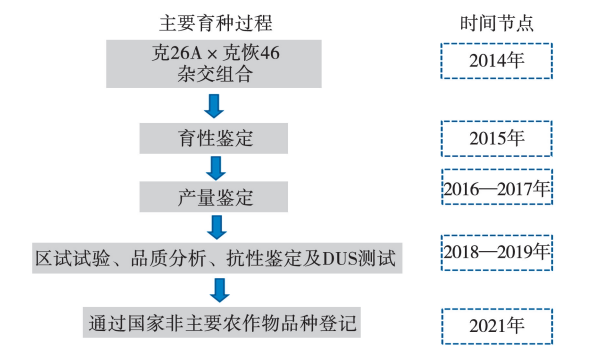 主要育种过程
时间节点
克26A×克恢46
杂交组合
2014年
育性鉴定
2015年
产量鉴定
2016—2017年
区试试验、品质分析、抗性鉴定及DUS测试
2018—2019年
通过国家非主要农作物品种登记
2021年